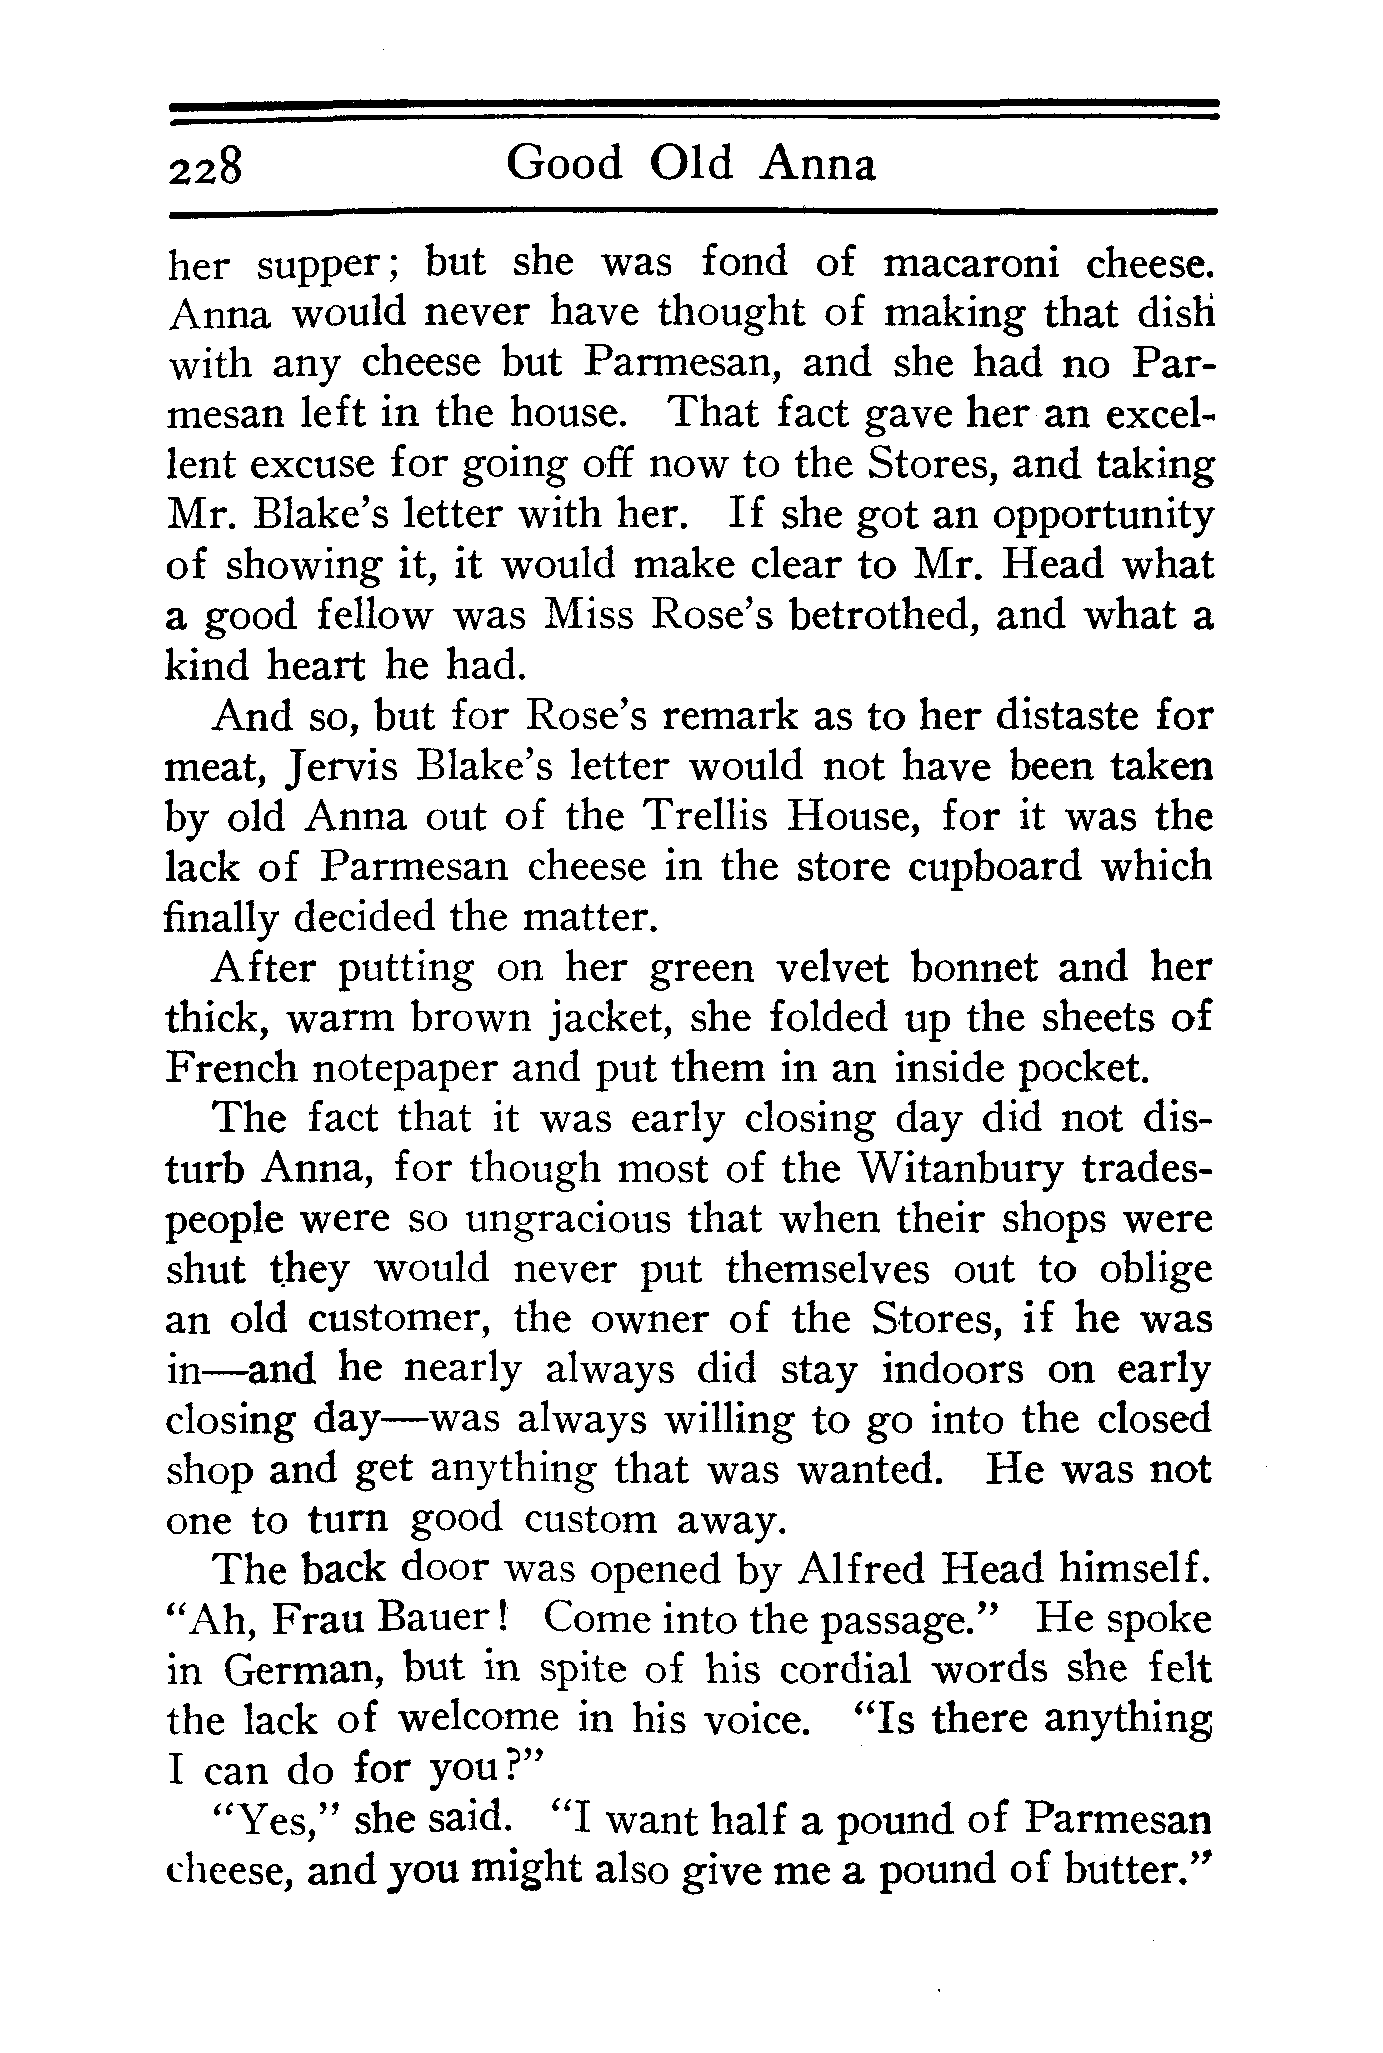 228 Good Old Anna
her supper; but she was fond of macaroni cheese.
Anna would never have thought of making that dish
with any cheese but Parmesan, and she had no Par-
mesan left in the house. That fact gave her an excel-
lent excuse for going off now to the Stores, and taking
Mr. Blake's letter with her. If she got an opportunity
of showing it, it would make clear to Mr. Head what
a good fellow was Miss Rose's betrothed, and what a
kind heart he had.
And so, but for Rose's remark as to her distaste for
meat, Jervis Blake's letter would not have been taken
by old Anna out of the Trellis House, for it was the
lack of Parmesan cheese in the store cupboard which
finally decided the matter.
After putting on her green velvet bonnet and her
thick, warm brown jacket, she folded up the sheets of
French notepaper and put them in an inside pocket.
The fact that it was early closing day did not dis-
turb Anna, for though most of the Witanbury trades-
people were so ungracious that when their shops were
shut they would never put themselves out to oblige
an old customer, the owner of the Stores, if he was
in—and he nearly always did stay indoors on early
closing day—was always willing to go into the closed
shop and get anything that was wanted. He was not
one to turn good custom away.
The back door was opened by Alfred Head himself.
"Ah, Frau Bauer! Come into the passage." He spoke
in German, but in spite of his cordial words she felt
the lack of welcome in his voice. "Is there anything
I can do for you?"
"Yes," she said. "I want half a pound of Parmesan
cheese, and you might also give me a pound of butter."